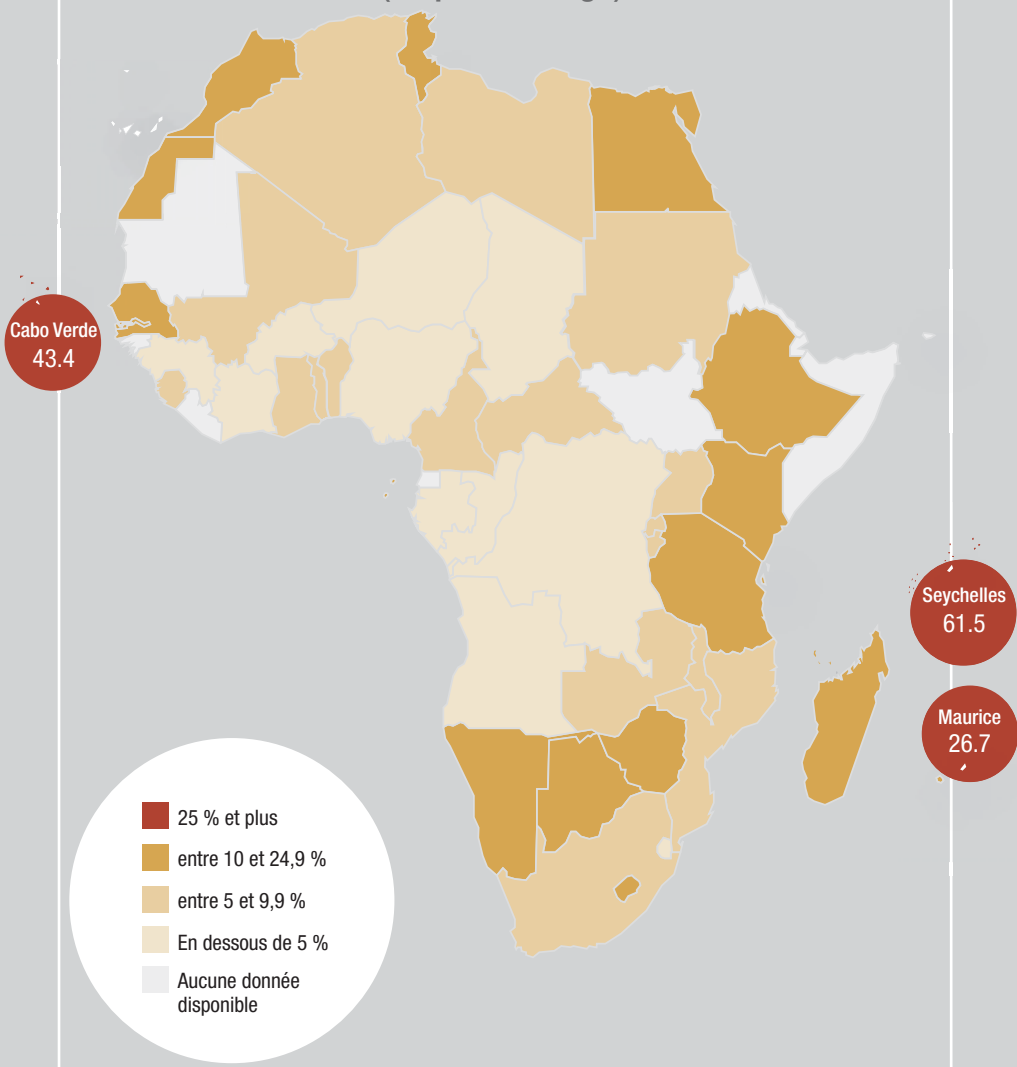 Cabo Verde
43.4
Seychelles
61.5
Maurice
26.7
25 % et plus
entre 10 et 24,9 %
entre 5 et 9,9 %
En dessous de 5 %
Aucune donnée
disponible